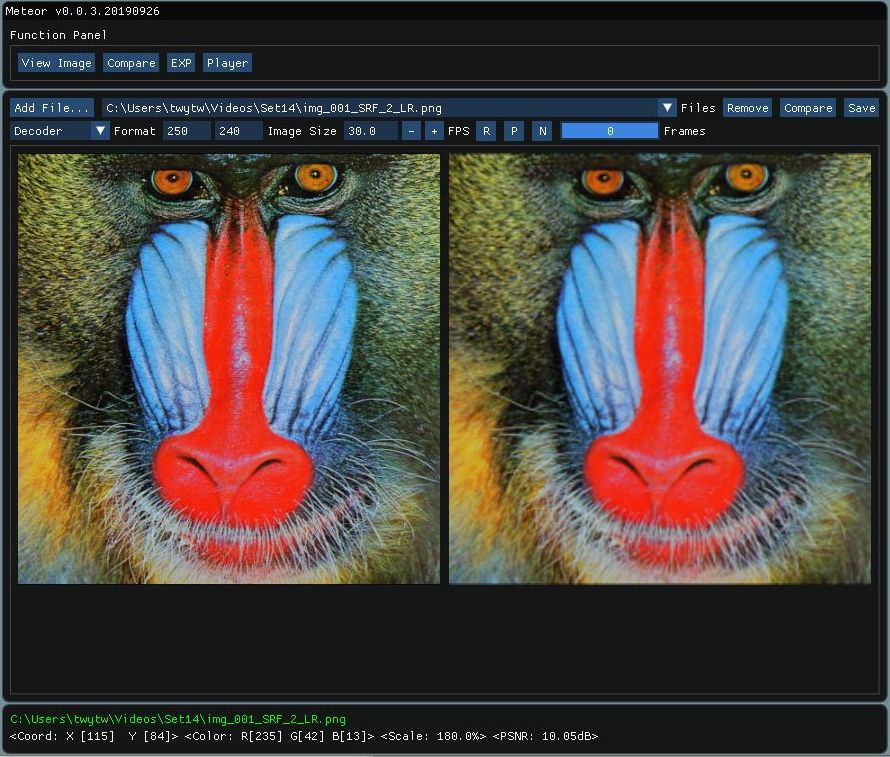 Meteor v0.0.3.20190926
Function Panel
View Image Compare EXP Player
Add File... C:\Users\twytw\Videos\Set14\img_001_SRF_2_LR.png Files Remove Compare Save
Decoder Format 250 240 Image Size 30.0 - + FPS R P N 0 Frames
C:\Users\twytw\Videos\Set14\img_001_SRF_2_LR.png
<Coord: X [115]  Y [84]> <Color: R[235] G[42] B[13]> <Scale: 180.0%> <PSNR: 10.05dB>